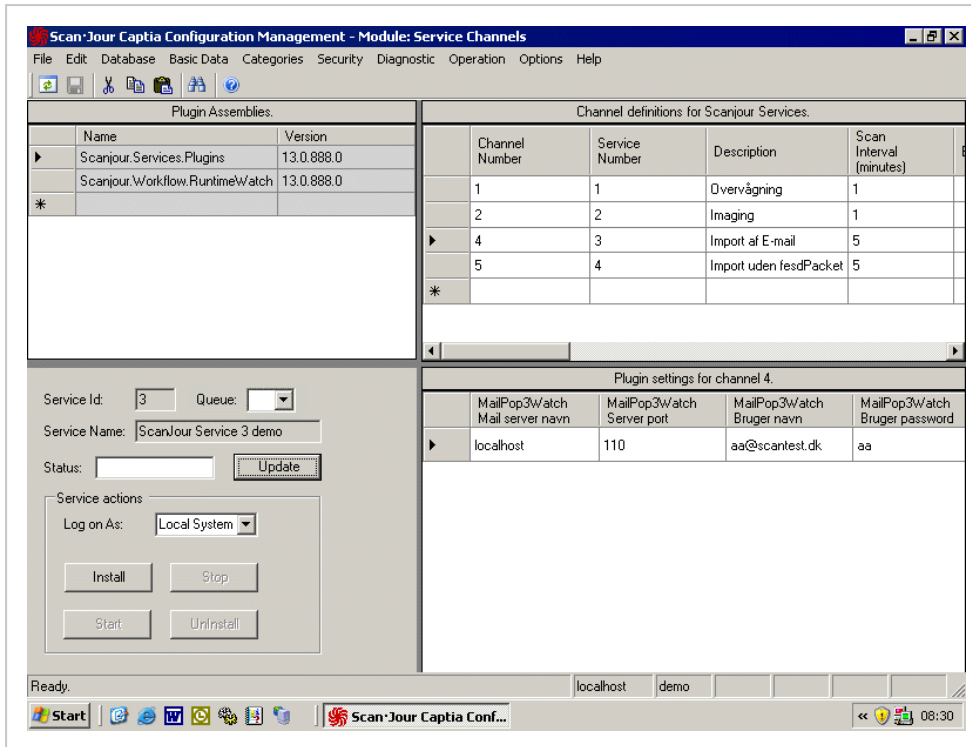 Scan·Jour Captia Configuration Management - Module: Service Channels
File Edit Database Basic Data Categories Security Diagnostic Operation Options Help
Plugin Assemblies.
Name Version
Scanjour.Services.Plugins 13.0.888.0
Scanjour.Workflow.RuntimeWatch 13.0.888.0
Channel definitions for Scanjour Services.
Channel Number Service Number Description Scan Interval (minutes)
1 1 Overvågning 1
2 2 Imaging 1
4 3 Import af E-mail 5
5 4 Import uden fesdPacket 5
Service Id: 3 Queue:
Service Name: ScanJour Service 3 demo
Status: Update
Service actions
Log on As: Local System
Install Stop
Start UnInstall
Plugin settings for channel 4.
MailPop3Watch Mail server navn MailPop3Watch Server port MailPop3Watch Bruger navn MailPop3Watch Bruger password
localhost 110 aa@scantest.dk aa
Ready. localhost demo
Start Scan·Jour Captia Conf... « 08:30